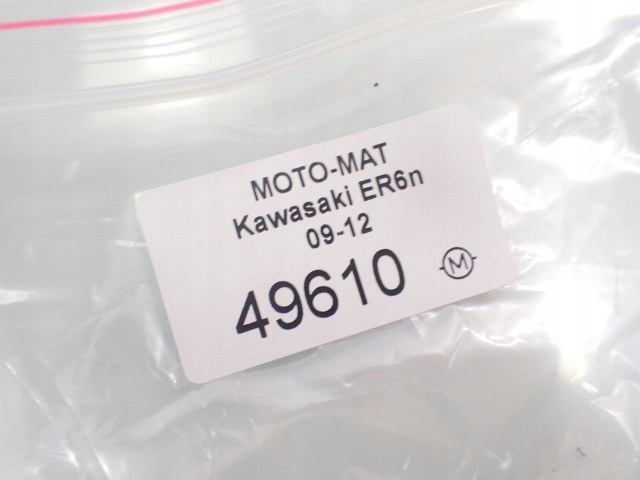 MOTO-MAT
Kawasaki ER6n
09-12
49610
M